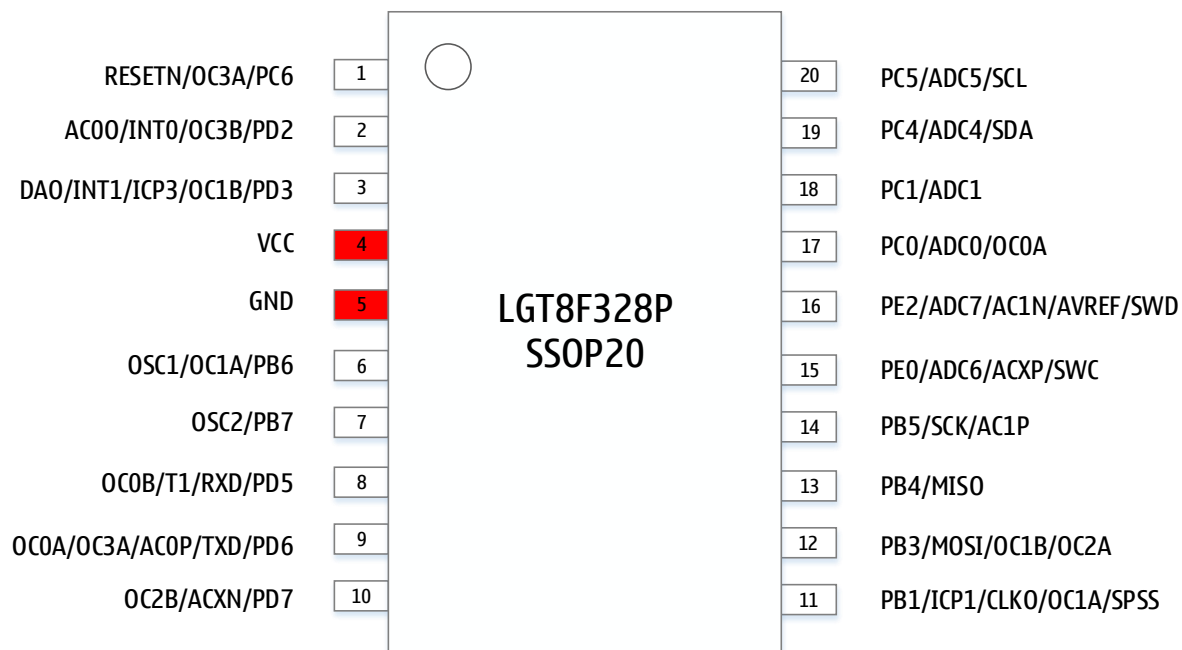 RESETN/OC3A/PC6 1
AC0O/INT0/OC3B/PD2 2
DAO/INT1/ICP3/OC1B/PD3 3
VCC 4
GND 5
OSC1/OC1A/PB6 6
OSC2/PB7 7
OC0B/T1/RXD/PD5 8
OC0A/OC3A/AC0P/TXD/PD6 9
OC2B/ACXN/PD7 10
LGT8F328P
SSOP20
20 PC5/ADC5/SCL
19 PC4/ADC4/SDA
18 PC1/ADC1
17 PC0/ADC0/OC0A
16 PE2/ADC7/AC1N/AVREF/SWD
15 PE0/ADC6/ACXP/SWC
14 PB5/SCK/AC1P
13 PB4/MISO
12 PB3/MOSI/OC1B/OC2A
11 PB1/ICP1/CLKO/OC1A/SPSS